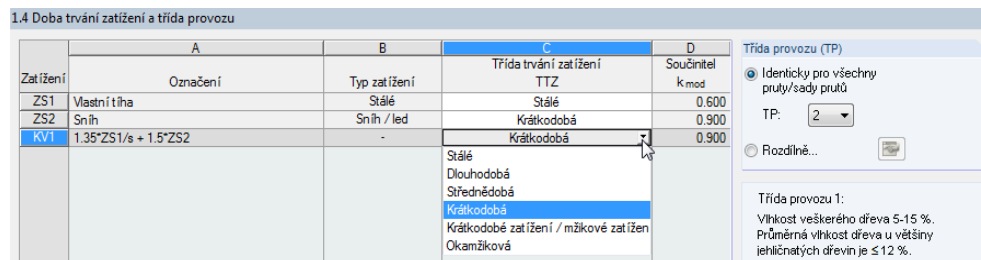 1.4 Doba trvání zatížení a třída provozu
A B C D
Třída trvání zatížení Součinitel
Zatížení Označení Typ zatížení TTZ k mod
ZS1 Vlastní tíha Stálé Stálé 0.600
ZS2 Sníh Sníh / led Krátkodobá 0.900
KV1 1.35*ZS1/s + 1.5*ZS2 - Krátkodobá 0.900
Stálé
Dlouhodobá
Střednědobá
Krátkodobá
Krátkodobé zatížení / mžikové zatížen
Okamžiková
Třída provozu (TP)
Identicky pro všechny
pruty/sady prutů
TP: 2
Rozdílně...
Třída provozu 1:
Vlhkost veškerého dřeva 5-15 %.
Průměrná vlhkost dřeva u většiny
jehličnatých dřevin je ≤ 12 %.